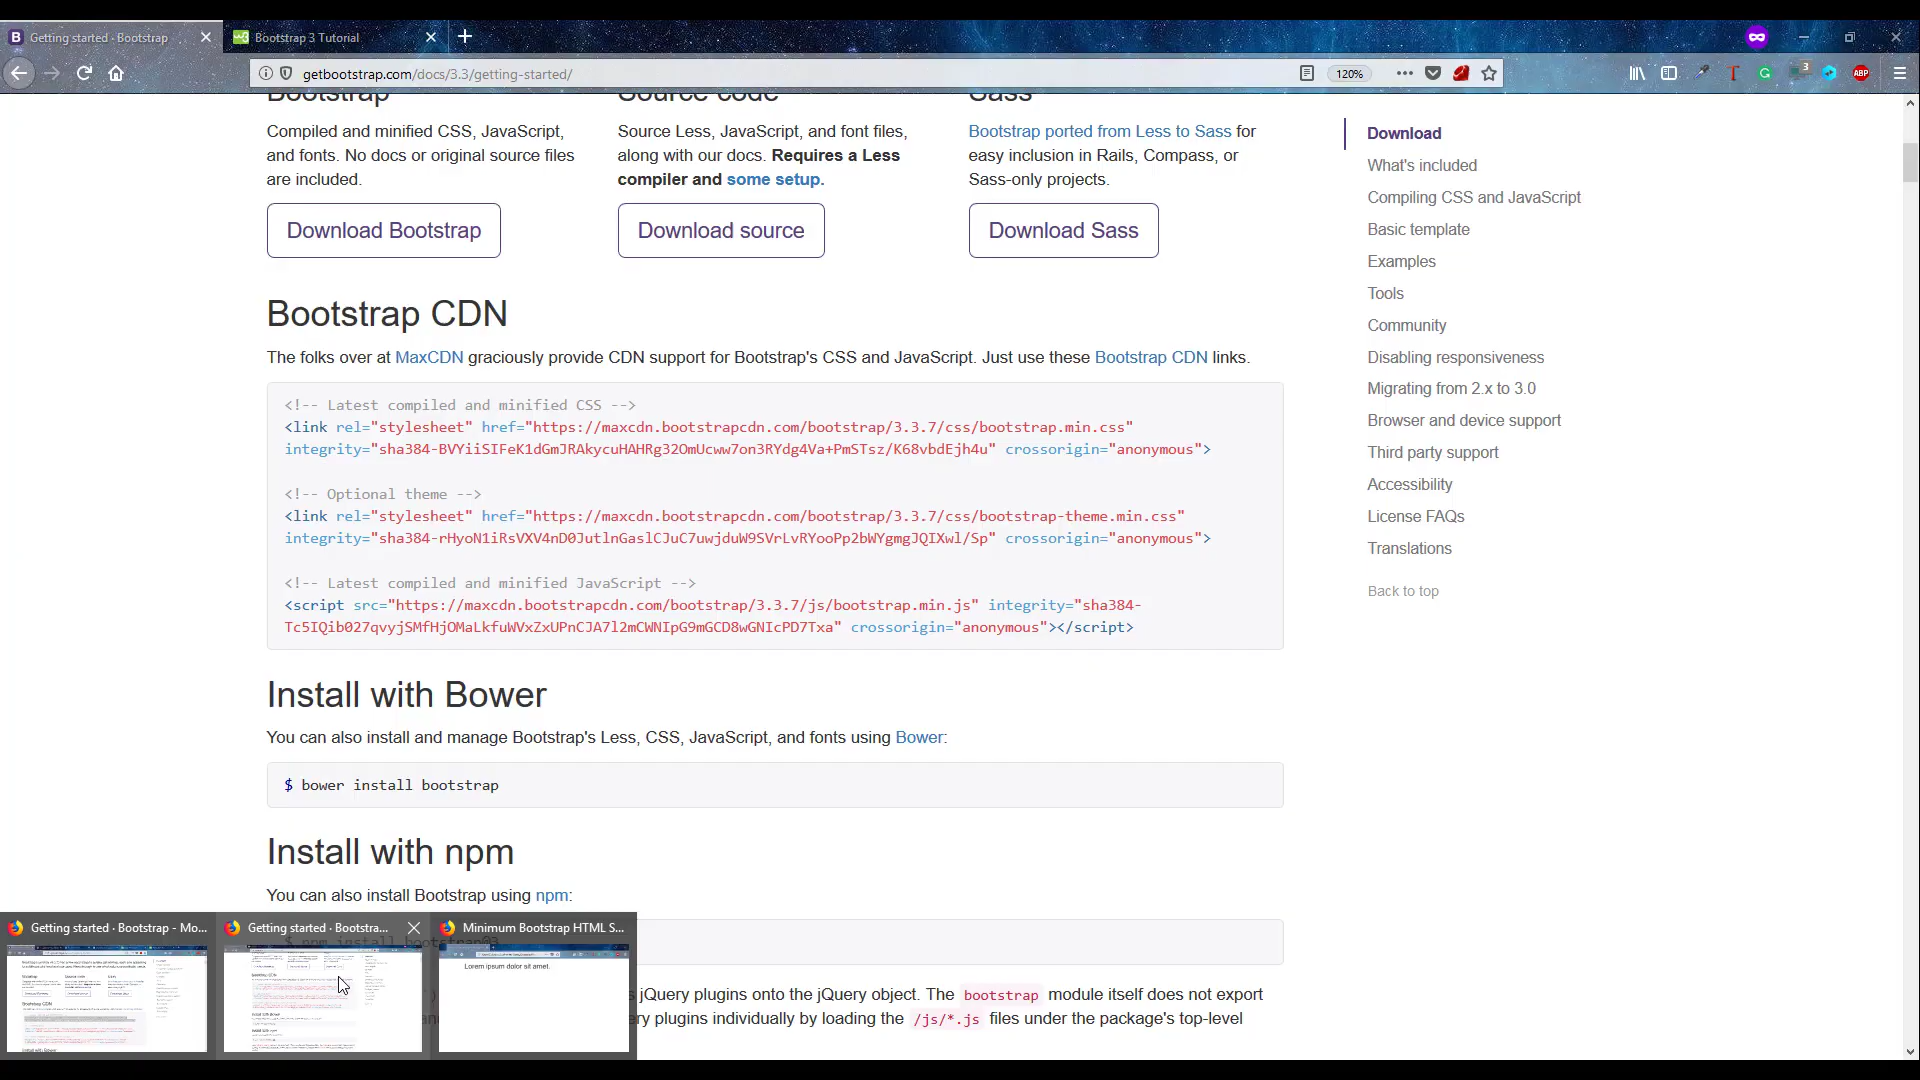 Getting started · Bootstrap
Bootstrap 3 Tutorial
getbootstrap.com/docs/3.3/getting-started/
120%
3
ABP
Bootstrap
Source code
Sass
Compiled and minified CSS, JavaScript,
and fonts. No docs or original source files
are included.
Download Bootstrap
Source Less, JavaScript, and font files,
along with our docs. Requires a Less
compiler and some setup.
Download source
Bootstrap ported from Less to Sass for
easy inclusion in Rails, Compass, or
Sass-only projects.
Download Sass
Bootstrap CDN
The folks over at MaxCDN graciously provide CDN support for Bootstrap's CSS and JavaScript. Just use these Bootstrap CDN links.
<!-- Latest compiled and minified CSS -->
<link rel="stylesheet" href="https://maxcdn.bootstrapcdn.com/bootstrap/3.3.7/css/bootstrap.min.css"
integrity="sha384-BVYiiSIFeK1dGmJRAkycuHAHRg32OmUcww7on3RYdg4Va+PmSTsz/K68vbdEjh4u" crossorigin="anonymous">
<!-- Optional theme -->
<link rel="stylesheet" href="https://maxcdn.bootstrapcdn.com/bootstrap/3.3.7/css/bootstrap-theme.min.css"
integrity="sha384-rHyoN1iRsVXV4nD0JutlnGaslCJuC7uwjduW9SVrLvRYooPp2bWYgmgJQIXwl/Sp" crossorigin="anonymous">
<!-- Latest compiled and minified JavaScript -->
<script src="https://maxcdn.bootstrapcdn.com/bootstrap/3.3.7/js/bootstrap.min.js" integrity="sha384-
Tc5IQib027qvyjSMfHjOMaLkfuWVxZxUPnCJA7l2mCWNIpG9mGCD8wGNIcPD7Txa" crossorigin="anonymous"></script>
Install with Bower
You can also install and manage Bootstrap's Less, CSS, JavaScript, and fonts using Bower:
$ bower install bootstrap
Install with npm
You can also install Bootstrap using npm:
$ npm install bootstrap@3
s jQuery plugins onto the jQuery object. The bootstrap module itself does not export
ery plugins individually by loading the /js/*.js files under the package's top-level
Download
What's included
Compiling CSS and JavaScript
Basic template
Examples
Tools
Community
Disabling responsiveness
Migrating from 2.x to 3.0
Browser and device support
Third party support
Accessibility
License FAQs
Translations
Back to top
Getting started · Bootstrap - Mo...
Getting started · Bootstra...
Minimum Bootstrap HTML S...
Lorem ipsum dolor sit amet.
Install with Bower